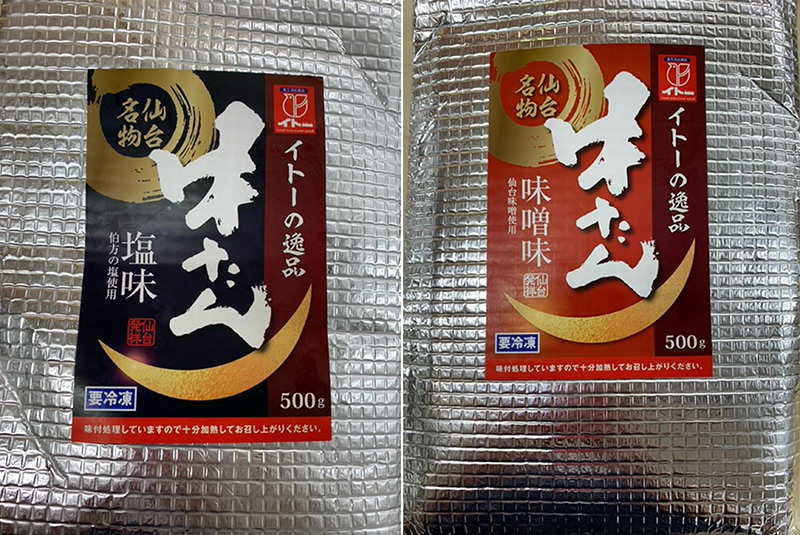 イトーの逸品
仙台
名物
味たん
塩味
伯方の塩使用
仙台
発祥
要冷凍
500g
味付処理していますので十分加熱してお召し上がりください。
イトーの逸品
仙台
名物
味たん
味噌味
仙台味噌使用
仙台
発祥
要冷凍
500g
味付処理していますので十分加熱してお召し上がりください。